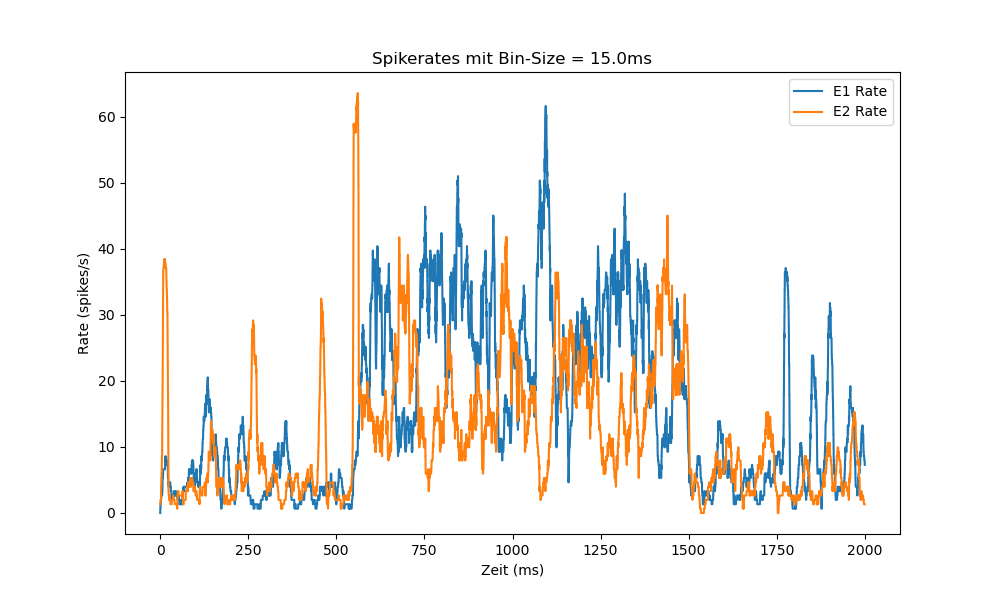 Spikerates mit Bin-Size = 15.0ms
E1 Rate
E2 Rate
Rate (spikes/s)
60
50
40
30
20
10
0
0 250 500 750 1000 1250 1500 1750 2000
Zeit (ms)